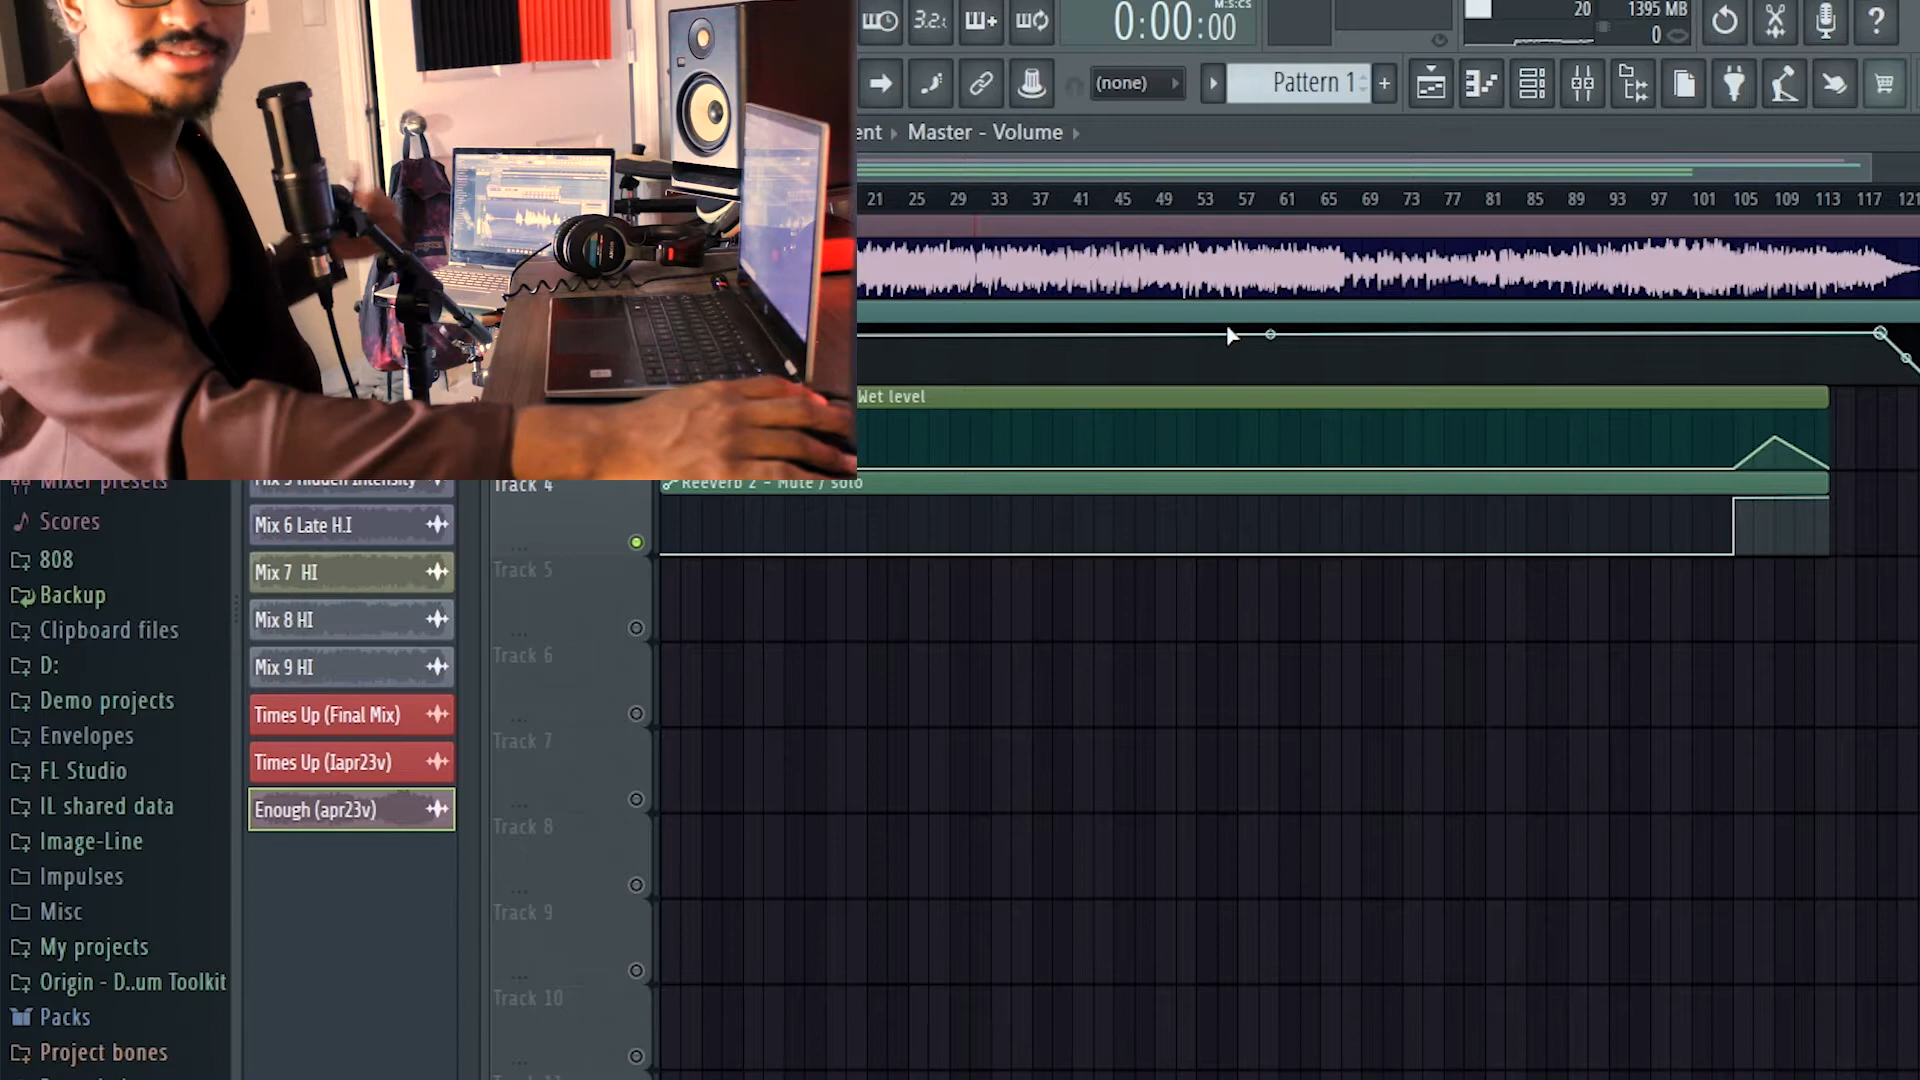 3.2.
0:00:00
M:S:CS
20
1395 MB
0
(none)
Pattern 1
ent
Master - Volume
21 25 29 33 37 41 45 49 53 57 61 65 69 73 77 81 85 89 93 97 101 105 109 113 117 121
Wet level
Mixer presets
Scores
808
Backup
Clipboard files
D:
Demo projects
Envelopes
FL Studio
IL shared data
Image-Line
Impulses
Misc
My projects
Origin - D..um Toolkit
Packs
Project bones
Mix 5 Hidden Intensity
Mix 6 Late H.I
Mix 7 HI
Mix 8 HI
Mix 9 HI
Times Up (Final Mix)
Times Up (Iapr23v)
Enough (apr23v)
Track 4
Reeverb 2 - Mute / solo
Track 5
Track 6
Track 7
Track 8
Track 9
Track 10